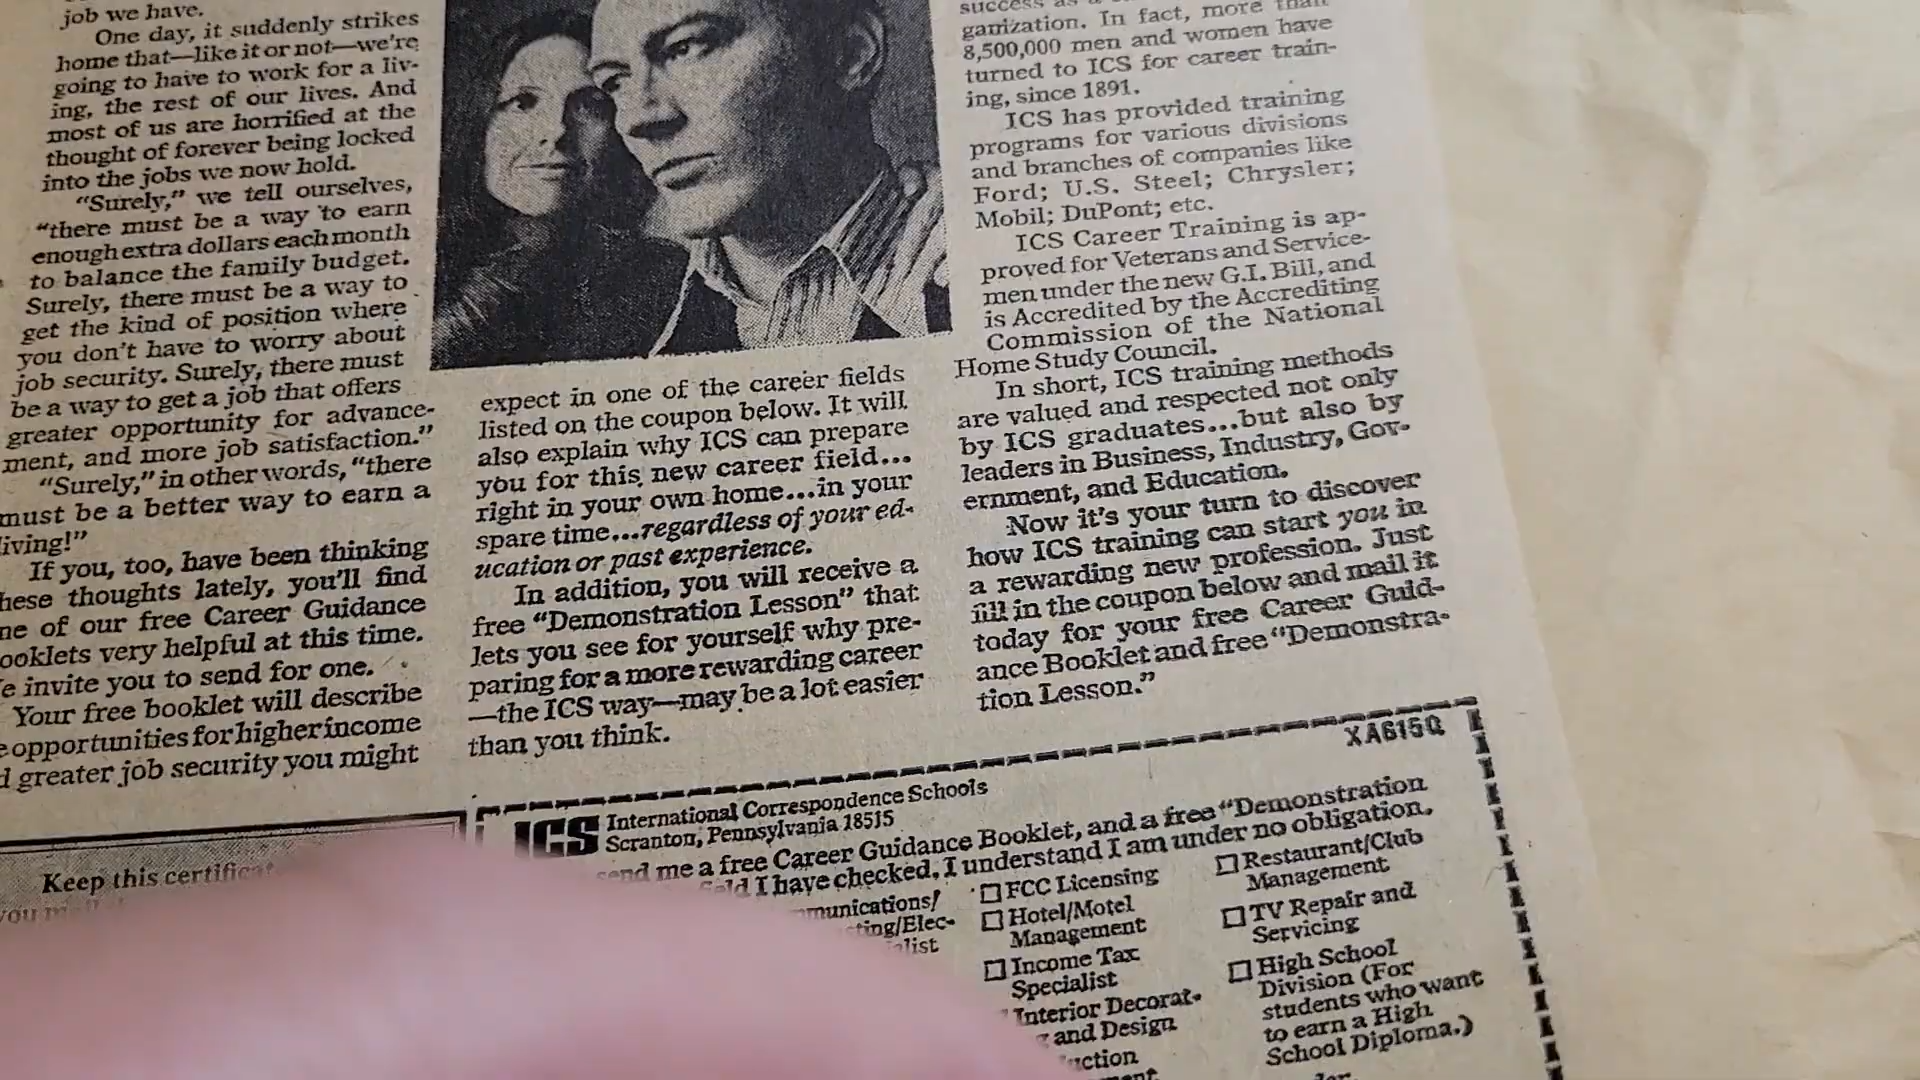 job we have.
One day, it suddenly strikes
home that—like it or not—we're
going to have to work for a liv-
ing, the rest of our lives. And
most of us are horrified at the
thought of forever being locked
into the jobs we now hold.
"Surely," we tell ourselves,
"there must be a way to earn
enough extra dollars each month
to balance the family budget.
Surely, there must be a way to
get the kind of position where
you don't have to worry about
job security. Surely, there must
be a way to get a job that offers
greater opportunity for advance-
ment, and more job satisfaction."
"Surely," in other words, "there
must be a better way to earn a
iving!"
If you, too, have been thinking
hese thoughts lately, you'll find
ne of our free Career Guidance
ooklets very helpful at this time.
e invite you to send for one.
Your free booklet will describe
e opportunities for higher income
d greater job security you might
expect in one of the career fields
listed on the coupon below. It will
also explain why ICS can prepare
you for this new career field...
right in your own home...in your
spare time...regardless of your ed-
ucation or past experience.
In addition, you will receive a
free "Demonstration Lesson" that
lets you see for yourself why pre-
paring for a more rewarding career
—the ICS way—may be a lot easier
than you think.
success as a
ganization. In fact, more than
8,500,000 men and women have
turned to ICS for career train-
ing, since 1891.
ICS has provided training
programs for various divisions
and branches of companies like
Ford; U.S. Steel; Chrysler;
Mobil; DuPont; etc.
ICS Career Training is ap-
proved for Veterans and Service-
men under the new G.I. Bill, and
is Accredited by the Accrediting
Commission of the National
Home Study Council.
In short, ICS training methods
are valued and respected not only
by ICS graduates...but also by
leaders in Business, Industry, Gov-
ernment, and Education.
Now it's your turn to discover
how ICS training can start you in
a rewarding new profession. Just
fill in the coupon below and mail it
today for your free Career Guid-
ance Booklet and free "Demonstra-
tion Lesson."
Keep this certificat
XA615Q
ICS International Correspondence Schools
Scranton, Pennsylvania 18515
end me a free Career Guidance Booklet, and a free "Demonstration
ld I have checked, I understand I am under no obligation.
munications/
ting/Elec-
alist
FCC Licensing
Hotel/Motel
Management
Income Tax
Specialist
Interior Decorat-
and Design
uction
Restaurant/Club
Management
TV Repair and
Servicing
High School
Division (For
students who want
to earn a High
School Diploma.)